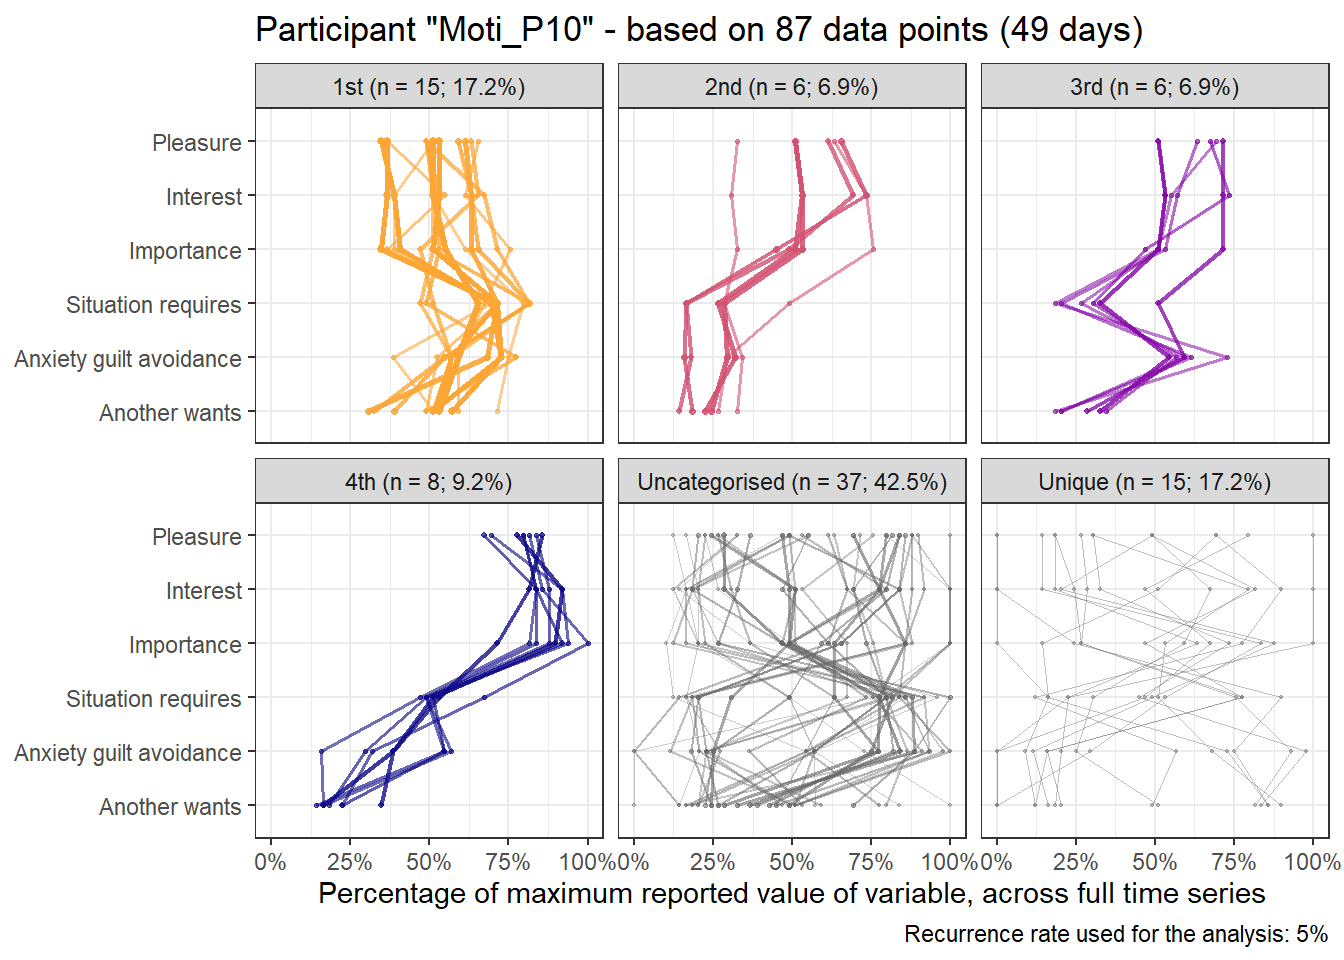 Participant "Moti_P10" - based on 87 data points (49 days)
1st (n = 15; 17.2%)
2nd (n = 6; 6.9%)
3rd (n = 6; 6.9%)
Pleasure
Interest
Importance
Situation requires
Anxiety guilt avoidance
Another wants
4th (n = 8; 9.2%)
Uncategorised (n = 37; 42.5%)
Unique (n = 15; 17.2%)
Pleasure
Interest
Importance
Situation requires
Anxiety guilt avoidance
Another wants
0% 25% 50% 75% 100% 0% 25% 50% 75% 100% 0% 25% 50% 75% 100%
Percentage of maximum reported value of variable, across full time series
Recurrence rate used for the analysis: 5%